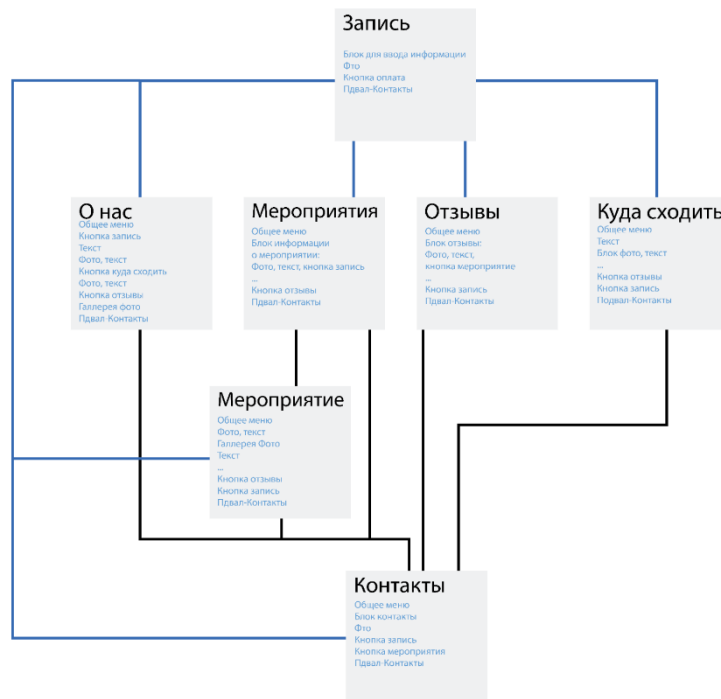 Запись
Блок для ввода информации
Фто
Кнопка оплата
Пдвал-Контакты
О нас
Общее меню
Кнопка запись
Текст
Фото, текст
Кнопка куда сходить
Фото, текст
Кнопка отзывы
Галлерея фото
Пдвал-Контакты
Мероприятия
Общее меню
Блок информации
о мероприятии:
Фото, текст, кнопка запись
...
Кнопка отзывы
Пдвал-Контакты
Отзывы
Общее меню
Блок отзывы:
Фото, текст,
кнопка мероприятие
...
Кнопка запись
Пдвал-Контакты
Куда сходить
Общее меню
Текст
Блок фото, текст
...
Кнопка отзывы
Кнопка запись
Подвал-Контакты
Мероприятие
Общее меню
Фото, текст
Галлерея Фото
Текст
...
Кнопка отзывы
Кнопка запись
Пдвал-Контакты
Контакты
Общее меню
Блок контакты
Фто
Кнопка запись
Кнопка мероприятия
Пдвал-Контакты